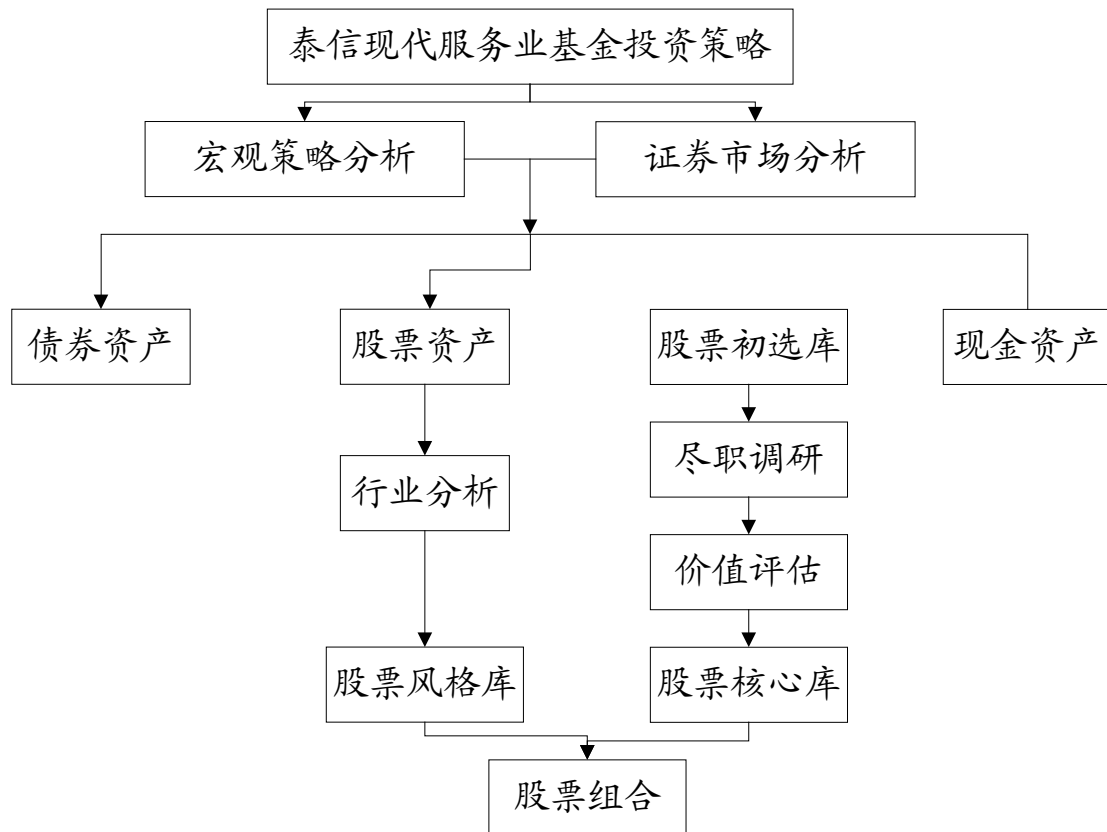 泰信现代服务业基金投资策略
宏观策略分析
证券市场分析
债券资产
股票资产
股票初选库
现金资产
尽职调研
行业分析
价值评估
股票风格库
股票核心库
股票组合